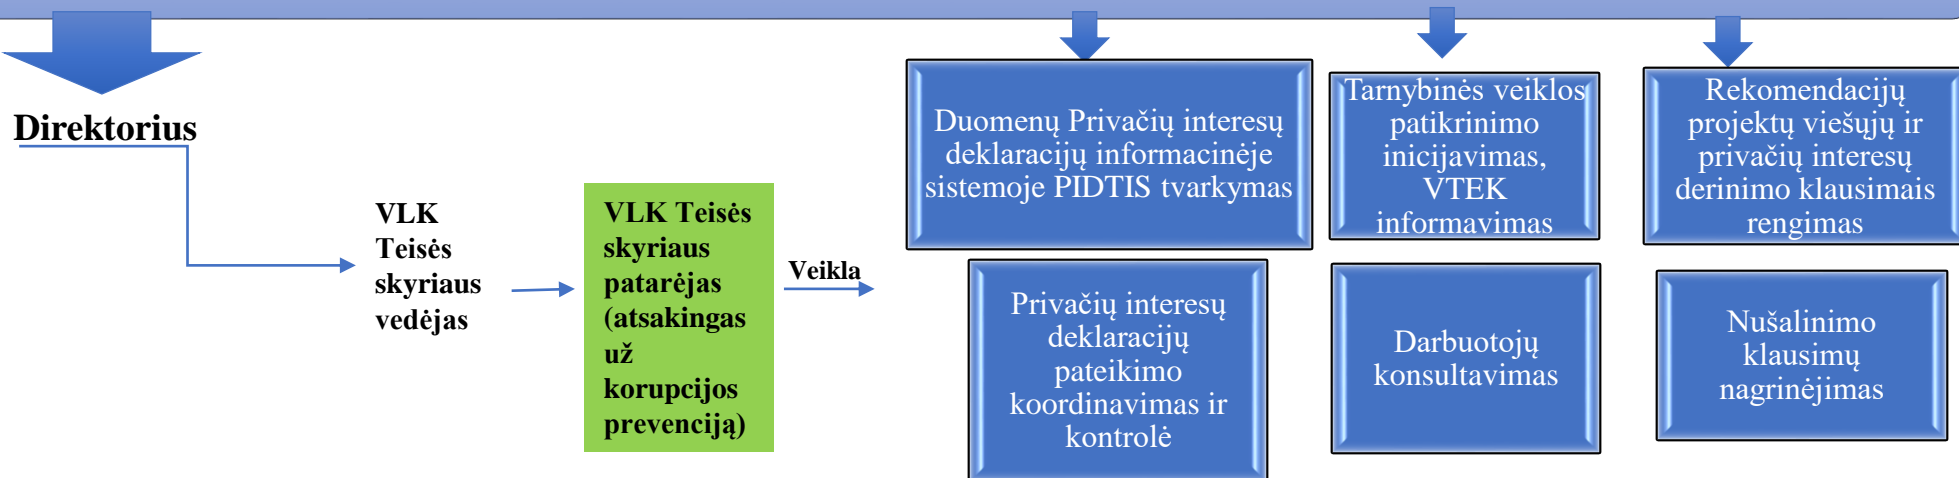 Direktorius
VLK
Teisės
skyriaus
vedėjas
VLK Teisės
skyriaus
patarėjas
(atsakingas
už
korupcijos
prevenciją)
Veikla
Duomenų Privačių interesų
deklaracijų informacinėje
sistemoje PIDTIS tvarkymas
Tarnybinės veiklos
patikrinimo
inicijavimas,
VTEK
informavimas
Rekomendacijų
projektų viešųjų ir
privačių interesų
derinimo klausimais
rengimas
Privačių interesų
deklaracijų
pateikimo
koordinavimas ir
kontrolė
Darbuotojų
konsultavimas
Nušalinimo
klausimų
nagrinėjimas